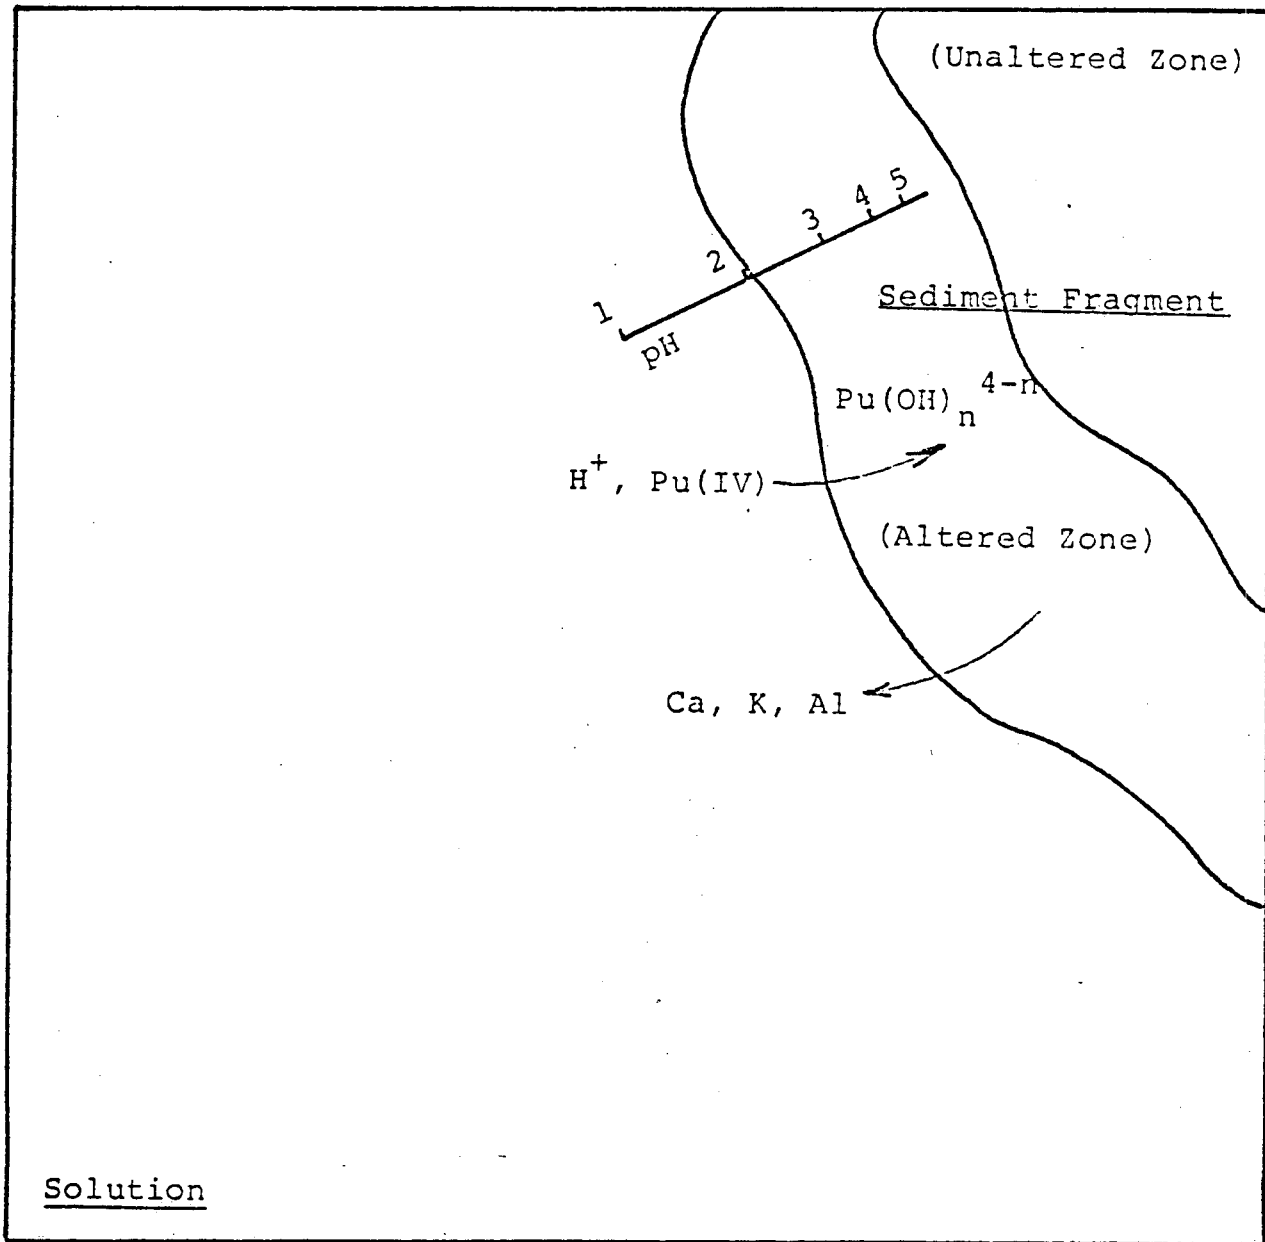 (Unaltered Zone)
1 2 3 4 5
pH
Sediment Fragment
Pu(OH)n 4-n
H+, Pu(IV)
(Altered Zone)
Ca, K, Al
Solution